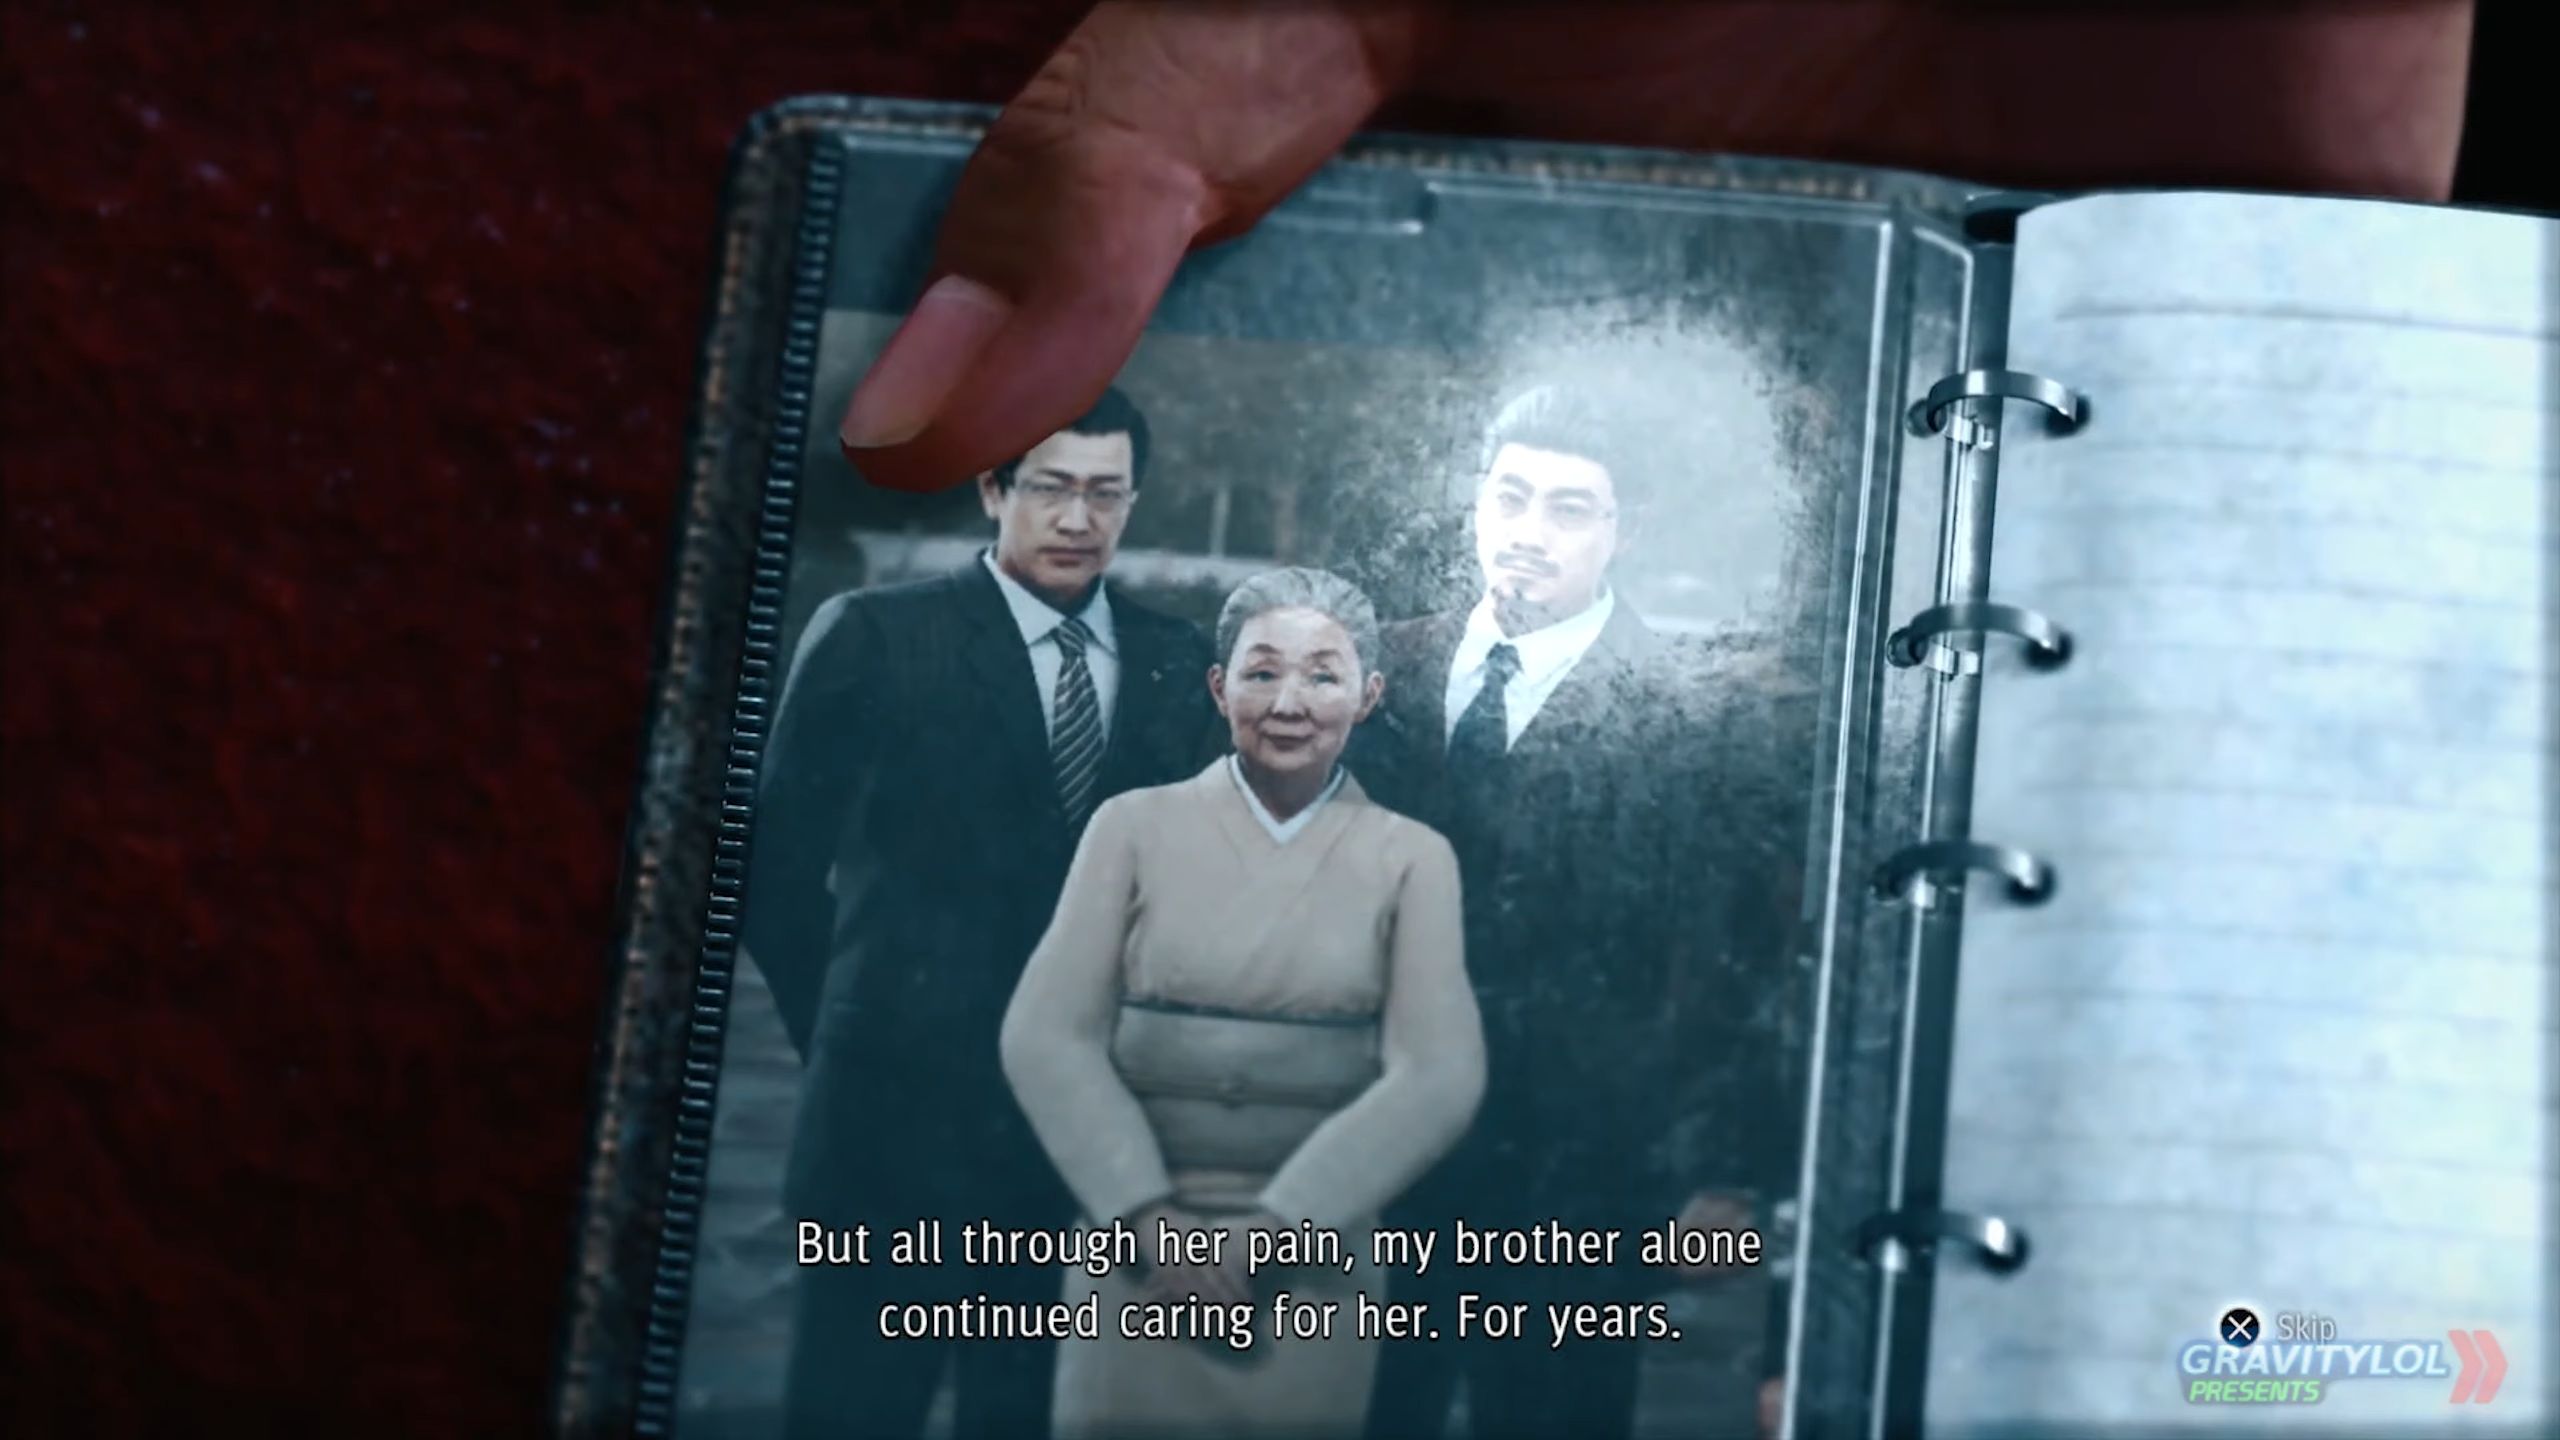 But all through her pain, my brother alone
continued caring for her. For years.
Skip
GRAVITYLOL
PRESENTS